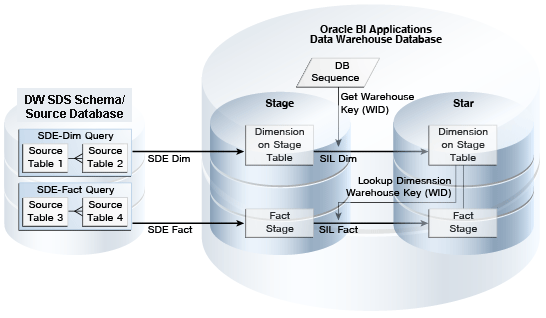 Oracle BI Applications
Data Warehouse Database
DB
Sequence
DW SDS Schema/
Source Database
Get Warehouse
Key (WID)
Stage
Star
SDE-Dim Query
Source
Table 1
Source
Table 2
SDE Dim
Dimension
on Stage
Table
SIL Dim
Dimension
on Stage
Table
SDE-Fact Query
Source
Table 3
Source
Table 4
SDE Fact
Lookup Dimesnsion
Warehouse Key (WID)
Fact
Stage
SIL Fact
Fact
Stage